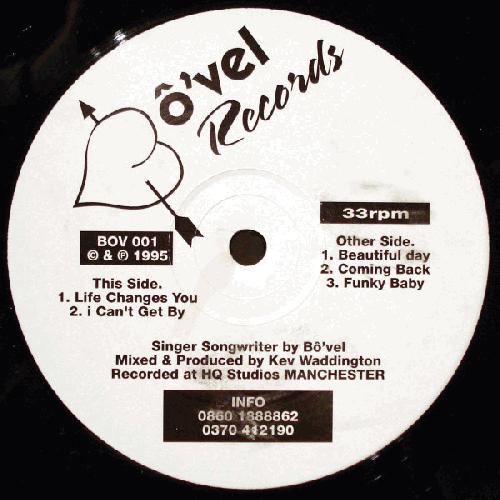 Bô'vel
Records
33rpm
BOV 001
© & ℗ 1995
This Side.
1. Life Changes You
2. i Can't Get By
Other Side.
1. Beautiful day
2. Coming Back
3. Funky Baby
Singer Songwriter by Bô'vel
Mixed & Produced by Kev Waddington
Recorded at HQ Studios MANCHESTER
INFO
0860 1888862
0370 412190